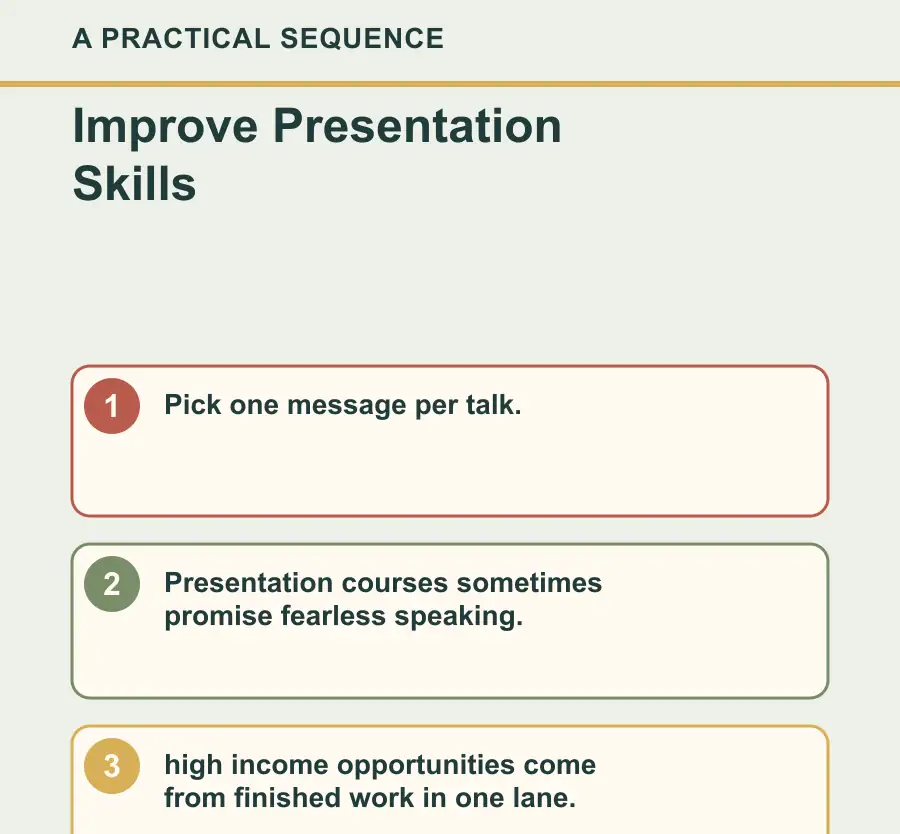 A PRACTICAL SEQUENCE
Improve Presentation
Skills
1
Pick one message per talk.
2
Presentation courses sometimes
promise fearless speaking.
3
high income opportunities come
from finished work in one lane.